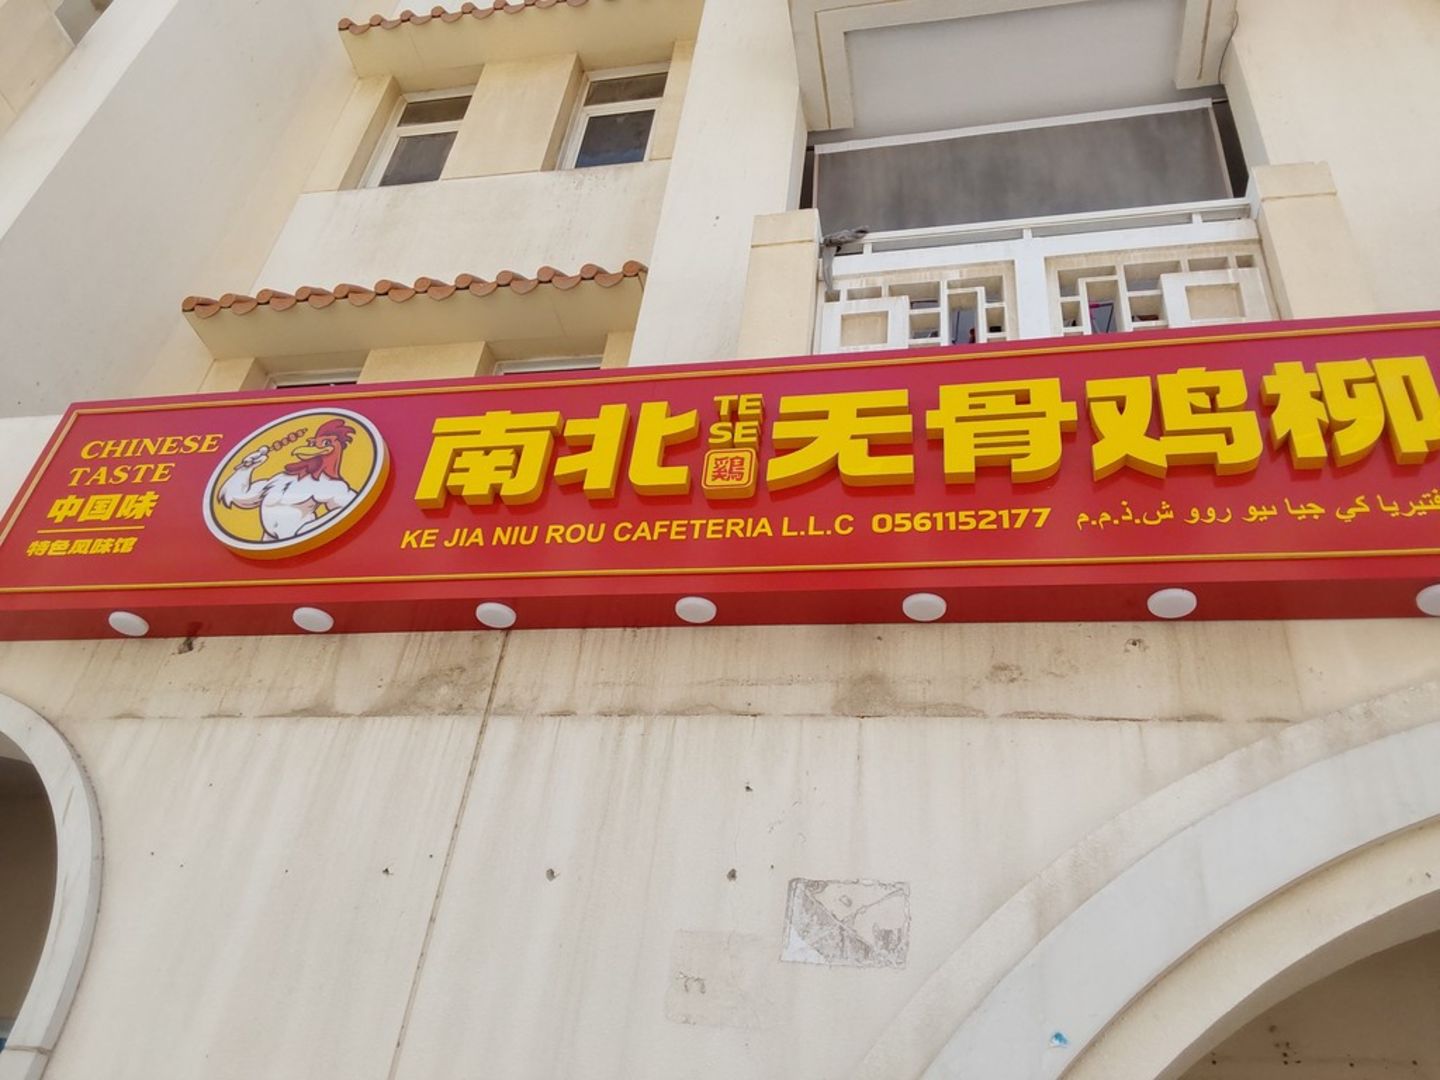 CHINESE
TASTE
中国味
特色风味馆
南北
TE
SE
鷄
无骨鸡柳
KE JIA NIU ROU CAFETERIA L.L.C 0561152177
فتيريا كي جيا نيو روو ش.ذ.م.م